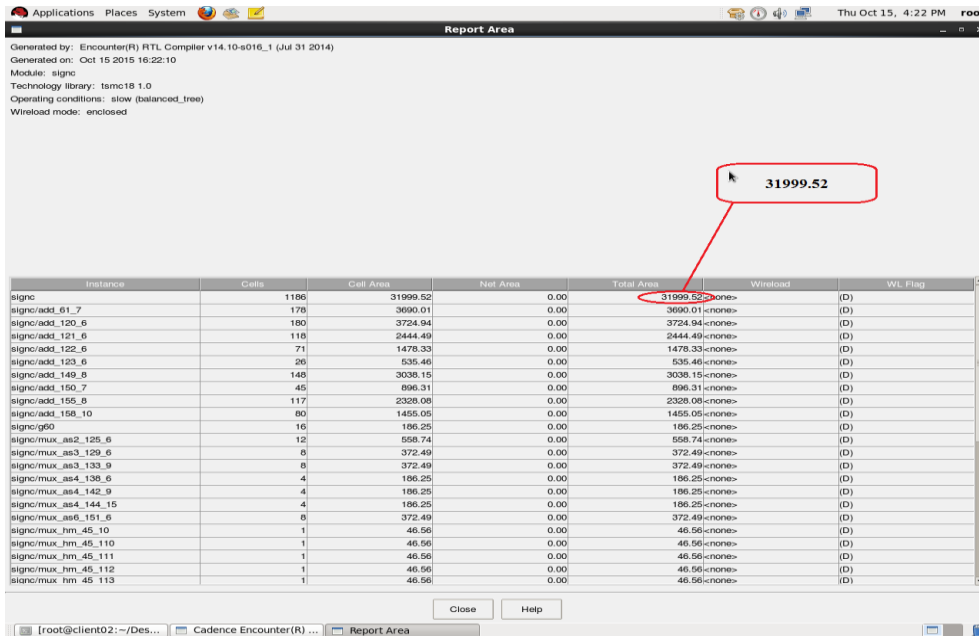 Applications Places System Thu Oct 15, 4:22 PM roo
Report Area
Generated by: Encounter(R) RTL Compiler v14.10-s016_1 (Jul 31 2014)
Generated on: Oct 15 2015 16:22:10
Module: signc
Technology library: tsmc18 1.0
Operating conditions: slow (balanced_tree)
Wireload mode: enclosed
31999.52
Instance Cells Cell Area Net Area Total Area Wireload WL Flag
signc 1186 31999.52 0.00 31999.52 <none> (D)
signc/add_61_7 178 3690.01 0.00 3690.01 <none> (D)
signc/add_120_6 180 3724.94 0.00 3724.94 <none> (D)
signc/add_121_6 118 2444.49 0.00 2444.49 <none> (D)
signc/add_122_6 71 1478.33 0.00 1478.33 <none> (D)
signc/add_123_6 26 535.46 0.00 535.46 <none> (D)
signc/add_149_8 148 3038.15 0.00 3038.15 <none> (D)
signc/add_150_7 45 896.31 0.00 896.31 <none> (D)
signc/add_155_8 117 2328.08 0.00 2328.08 <none> (D)
signc/add_158_10 80 1455.05 0.00 1455.05 <none> (D)
signc/g60 16 186.25 0.00 186.25 <none> (D)
signc/mux_as2_125_6 12 558.74 0.00 558.74 <none> (D)
signc/mux_as3_129_6 8 372.49 0.00 372.49 <none> (D)
signc/mux_as3_133_9 8 372.49 0.00 372.49 <none> (D)
signc/mux_as4_138_6 4 186.25 0.00 186.25 <none> (D)
signc/mux_as4_142_9 4 186.25 0.00 186.25 <none> (D)
signc/mux_as4_144_15 4 186.25 0.00 186.25 <none> (D)
signc/mux_as6_151_6 8 372.49 0.00 372.49 <none> (D)
signc/mux_hm_45_10 1 46.56 0.00 46.56 <none> (D)
signc/mux_hm_45_110 1 46.56 0.00 46.56 <none> (D)
signc/mux_hm_45_111 1 46.56 0.00 46.56 <none> (D)
signc/mux_hm_45_112 1 46.56 0.00 46.56 <none> (D)
signc/mux_hm_45_113 1 46.56 0.00 46.56 <none> (D)
Close Help
[root@client02:~/Des... Cadence Encounter(R) ... Report Area